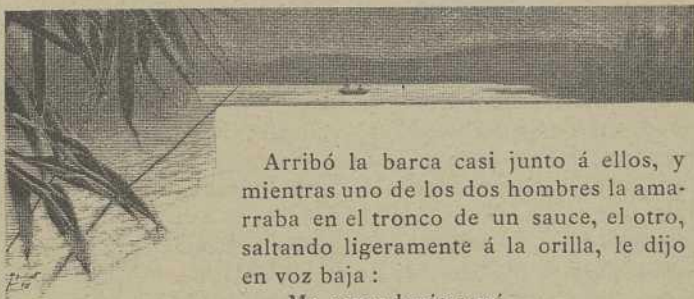 Arribó la barca casi junto á ellos, y
mientras uno de los dos hombres la ama-
rraba en el tronco de un sauce, el otro,
saltando ligeramente á la orilla, le dijo
en voz baja :